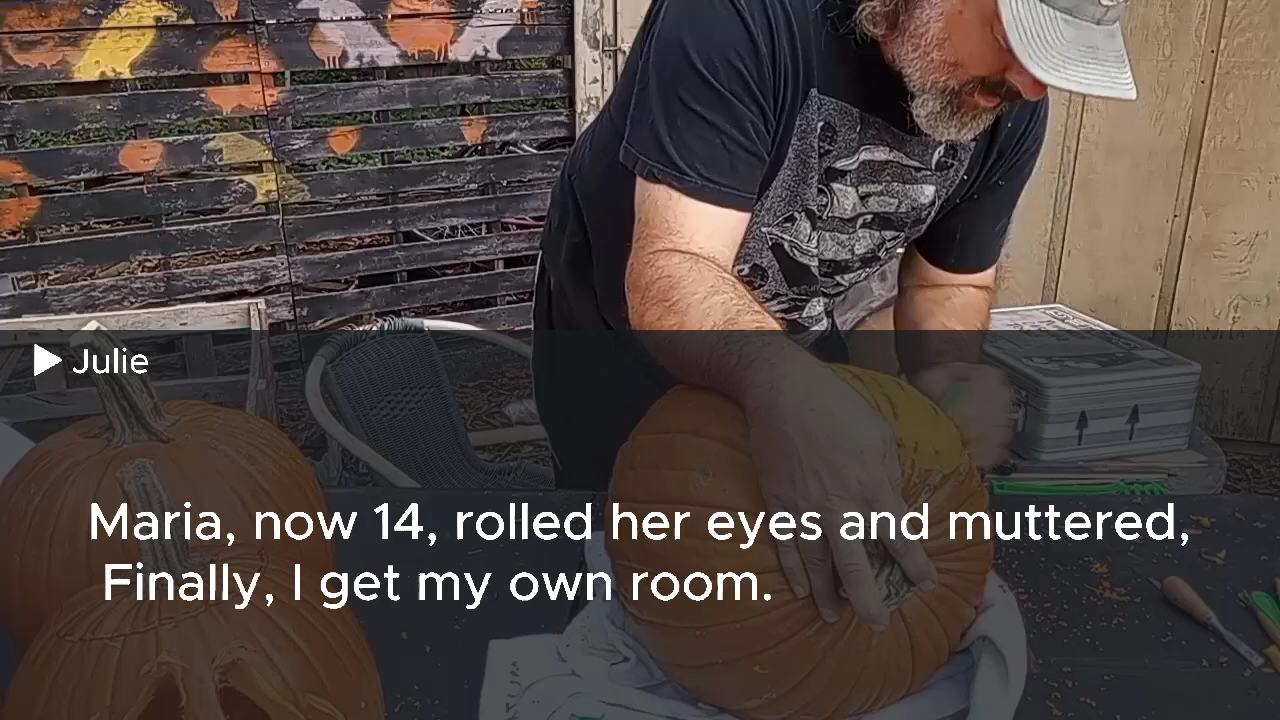 Julie
Maria, now 14, rolled her eyes and muttered,
Finally, I get my own room.